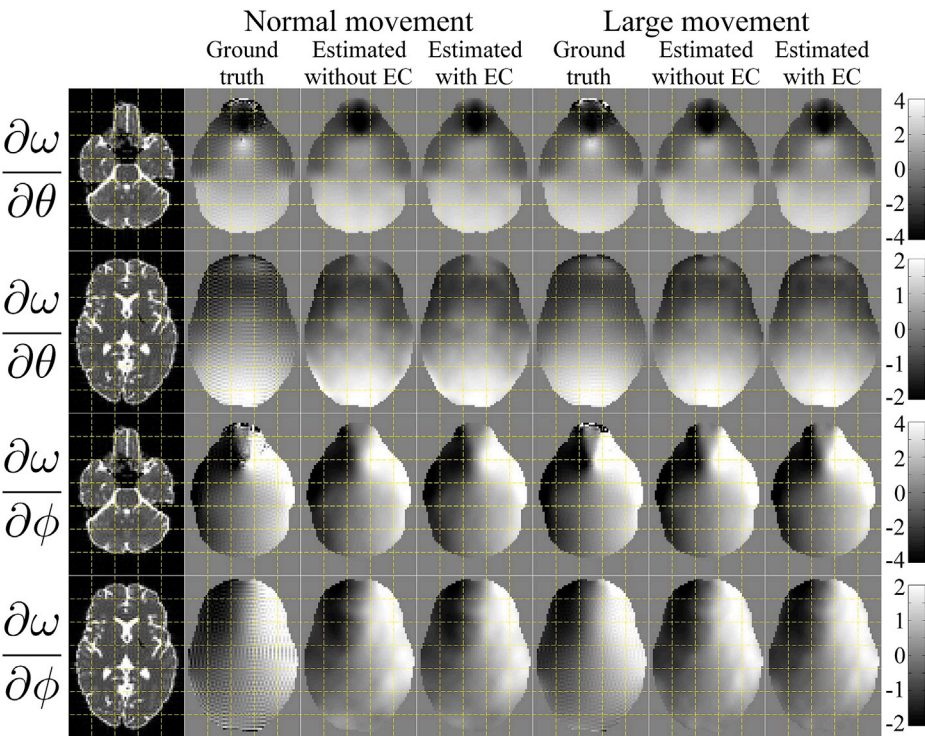 Normal movement Large movement
Ground Estimated Estimated Ground Estimated Estimated
truth without EC with EC truth without EC with EC
∂ω
∂θ
4
2
0
-2
-4
∂ω
∂θ
2
1
0
-1
-2
∂ω
∂ϕ
4
2
0
-2
-4
∂ω
∂ϕ
2
1
0
-1
-2